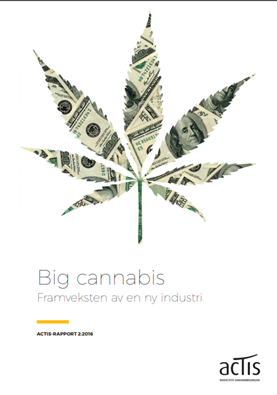 Big cannabis
Framveksten av en ny industri
ACTIS-RAPPORT 2-2016
actis